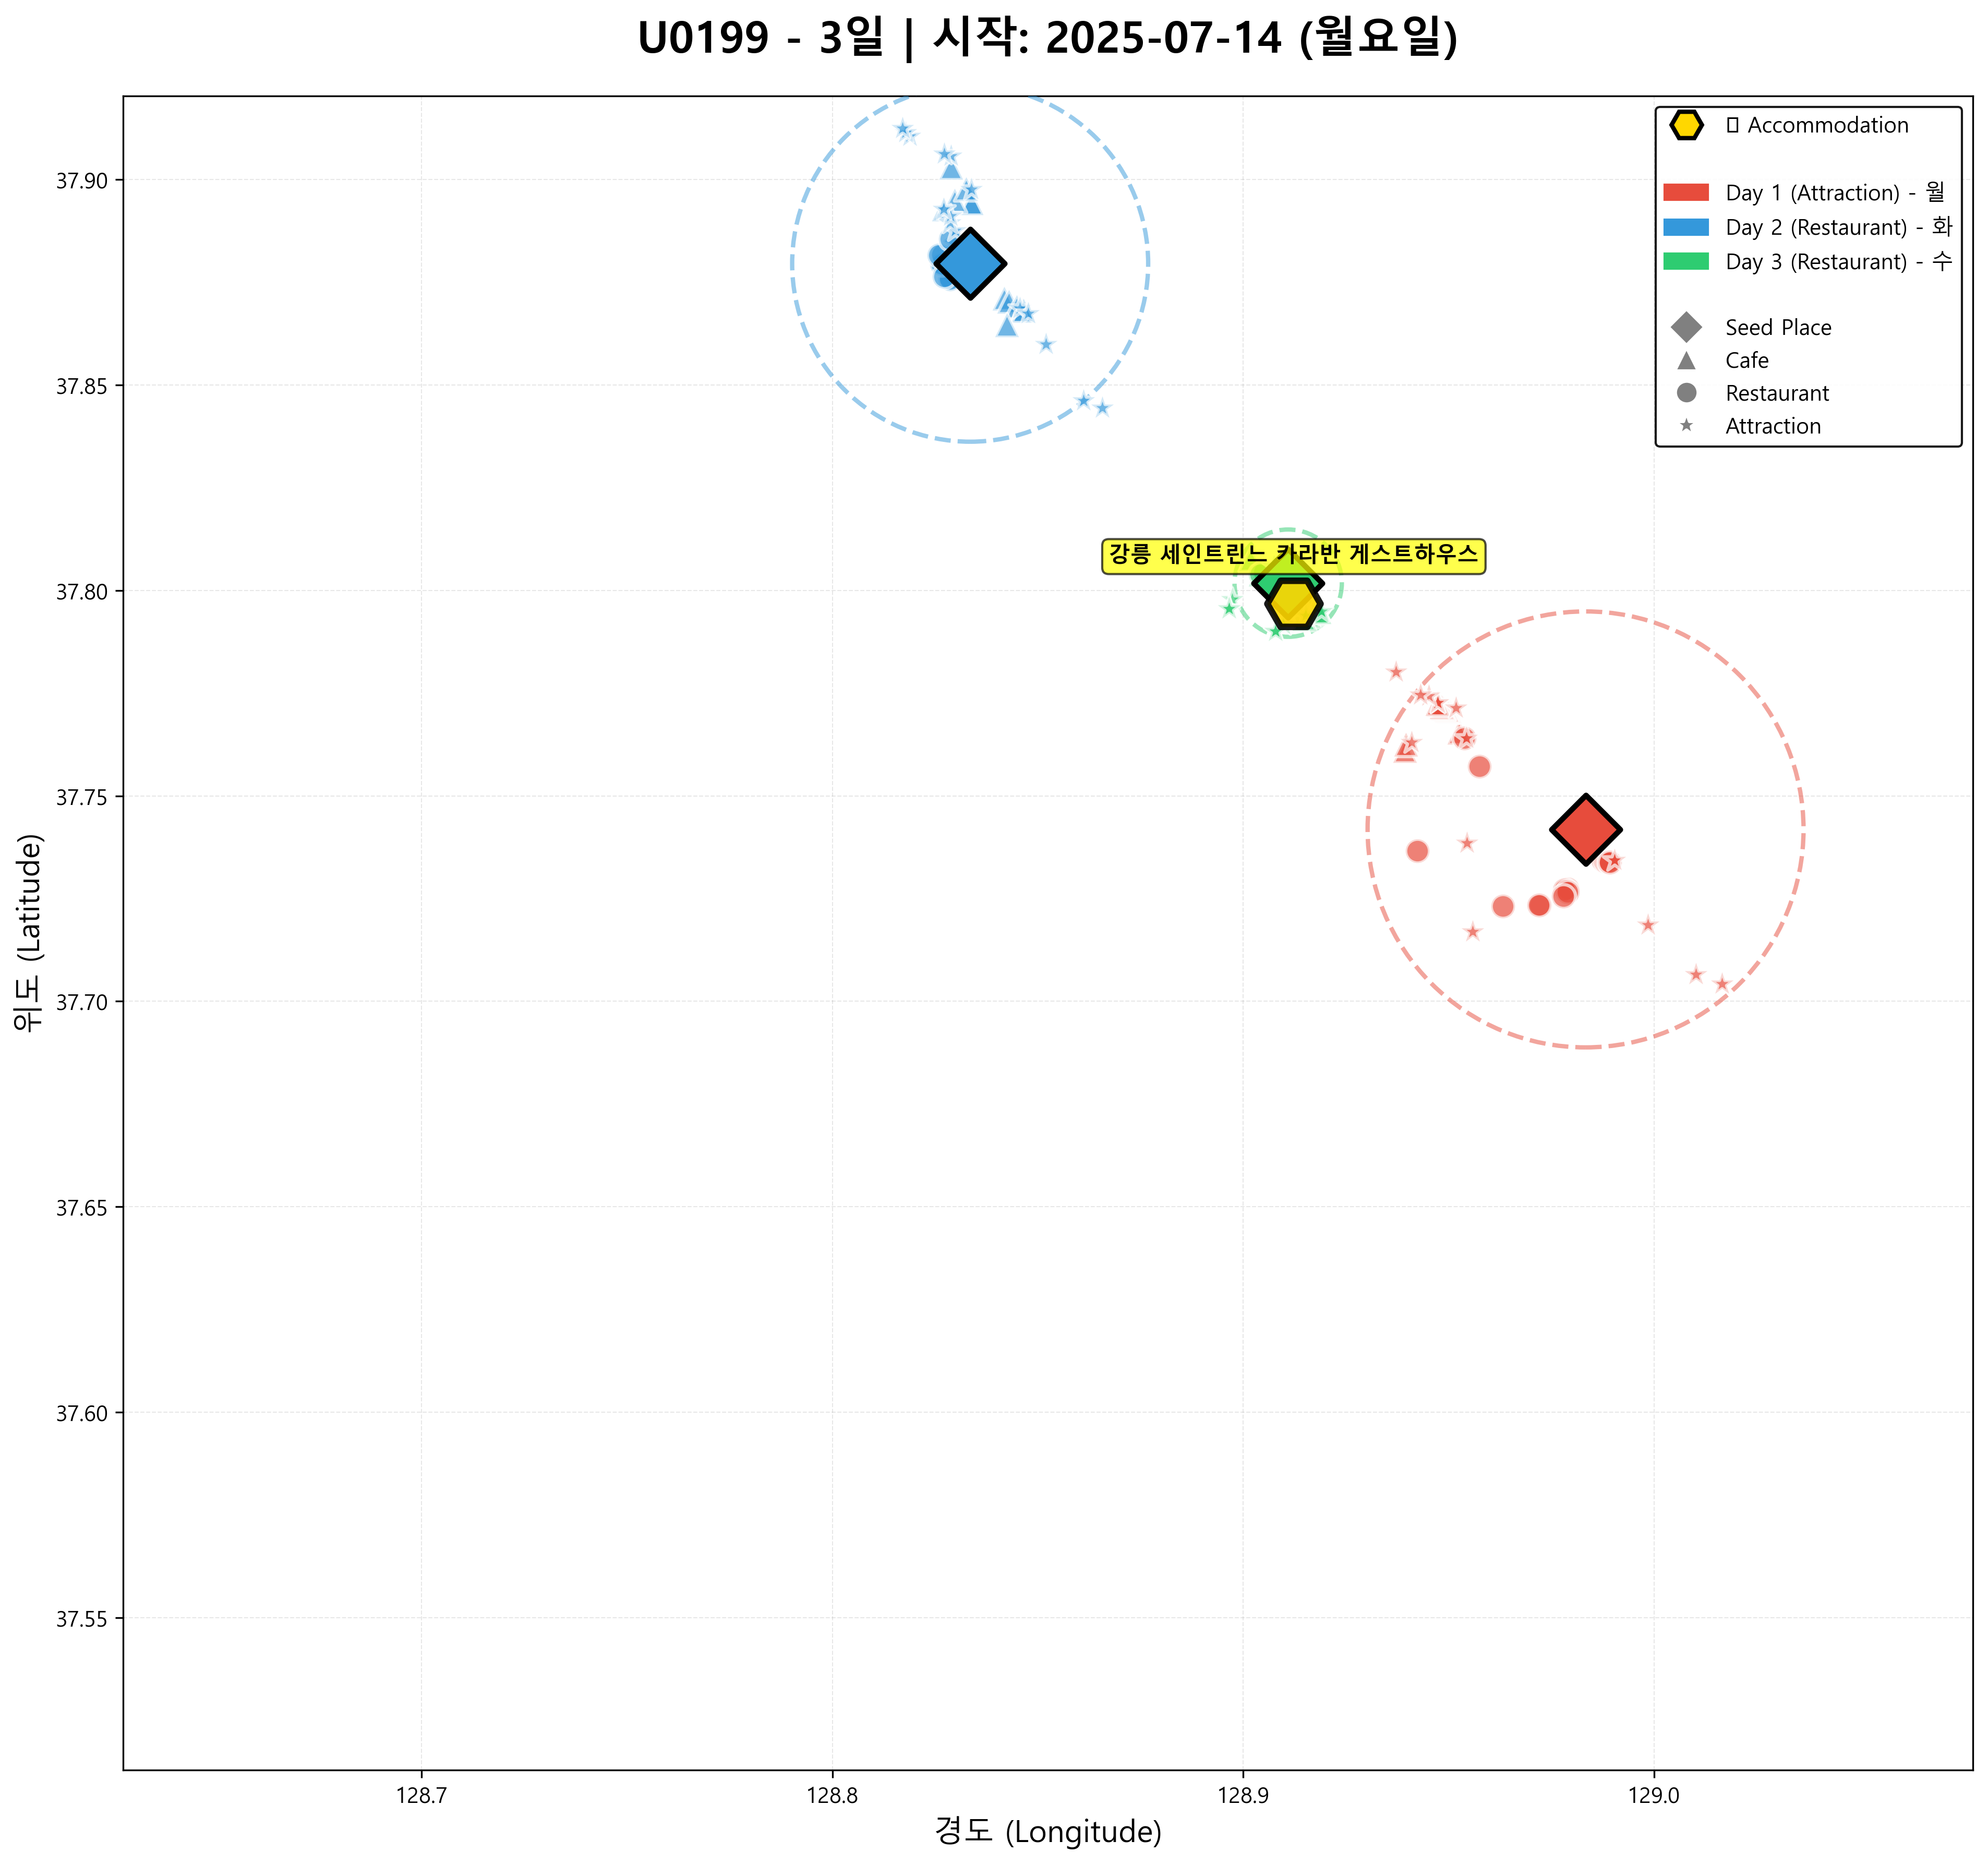 U0199 - 3일 | 시작: 2025-07-14 (월요일)
▯ Accommodation
Day 1 (Attraction) - 월
Day 2 (Restaurant) - 화
Day 3 (Restaurant) - 수
Seed Place
Cafe
Restaurant
Attraction
강릉 세인트린느 카라반 게스트하우스
위도 (Latitude)
37.90
37.85
37.80
37.75
37.70
37.65
37.60
37.55
128.7
128.8
128.9
129.0
경도 (Longitude)